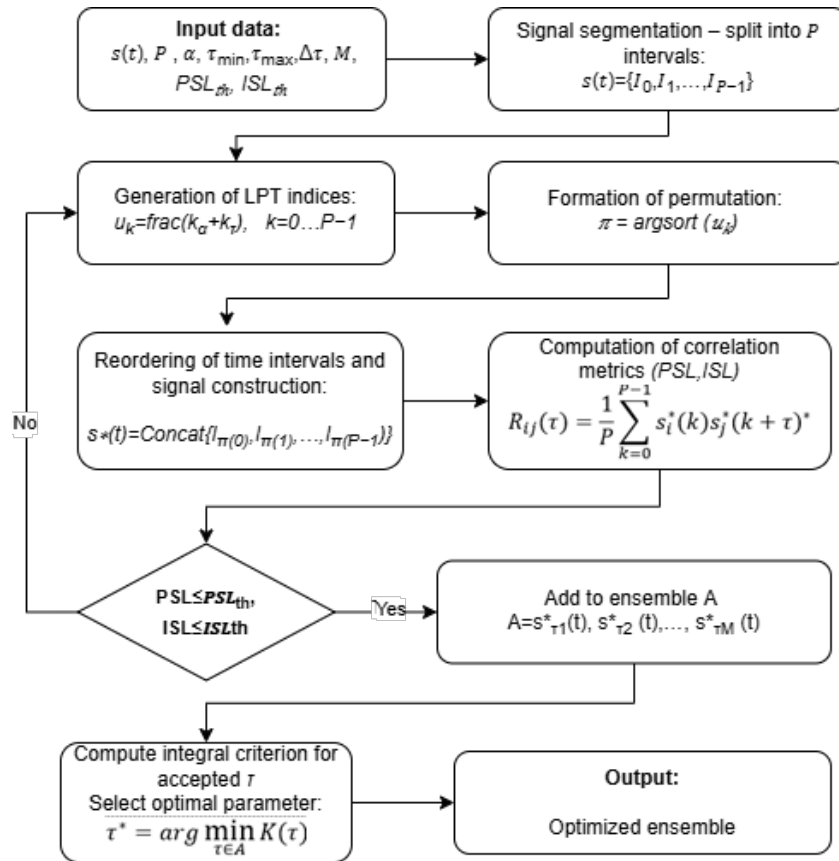 Input data:
s(t), P , α, τmin,τmax,Δτ, M,
PSLth, ISLth
Signal segmentation – split into P
intervals:
s(t)={I0,I1,...,IP−1}
Generation of LPT indices:
uk=frac(kα+kτ), k=0...P−1
Formation of permutation:
π = argsort (uk)
Reordering of time intervals and
signal construction:
s*(t)=Concat{Iπ(0),Iπ(1),...,Iπ(P−1)}
Computation of correlation
metrics (PSL,ISL)
Rij(τ) = 1/P ∑_{k=0}^{P−1} si*(k)sj*(k + τ)*
No
PSL≤PSLth,
ISL≤ISLth
Yes
Add to ensemble A
A=s*τ1(t), s*τ2 (t),..., s*τM (t)
Compute integral criterion for
accepted τ
Select optimal parameter:
τ* = arg min τ∈A K(τ)
Output:
Optimized ensemble